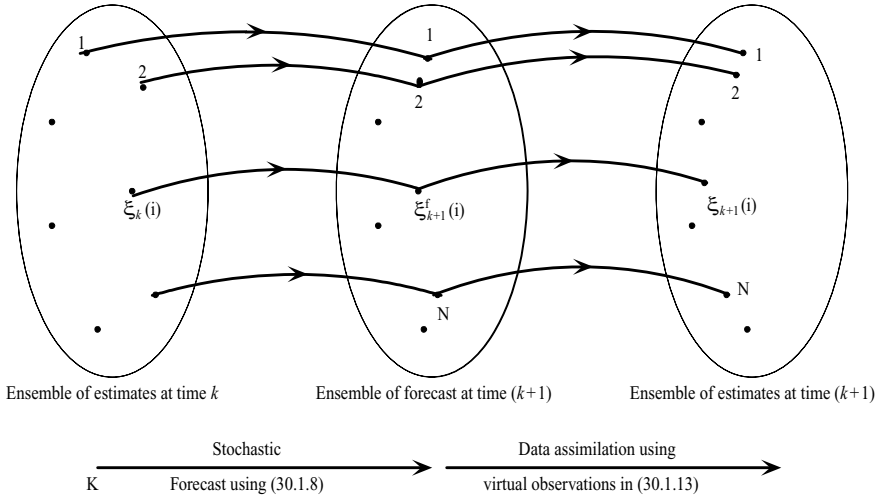 1
1
1
2
2
2
ξₖ(i)
ξᶠₖ₊₁(i)
ξₖ₊₁(i)
N
N
Ensemble of estimates at time k
Ensemble of forecast at time (k+1)
Ensemble of estimates at time (k+1)
Stochastic
Data assimilation using
K
Forecast using (30.1.8)
virtual observations in (30.1.13)